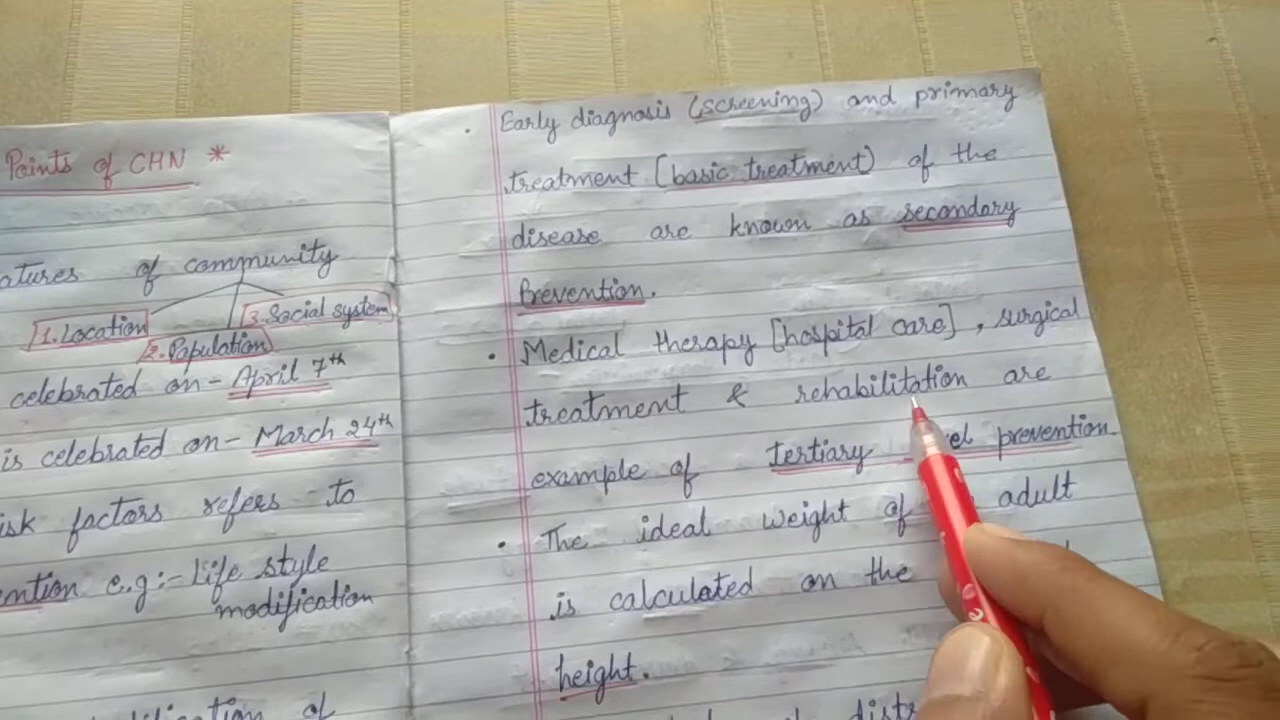 Points of CHN *
of community
1. Location
3. Social system
2. Population
celebrated on - April 7th
is celebrated on - March 24th
factors refers to
e.g:- Life style
modification
of
Early diagnosis (screening) and primary
treatment [basic treatment) of the
disease are known as secondary
Prevention.
Medical therapy [hospital care], surgical
treatment & rehabilitation are
example of tertiary prevention.
The ideal weight of adult
is calculated on the
height.